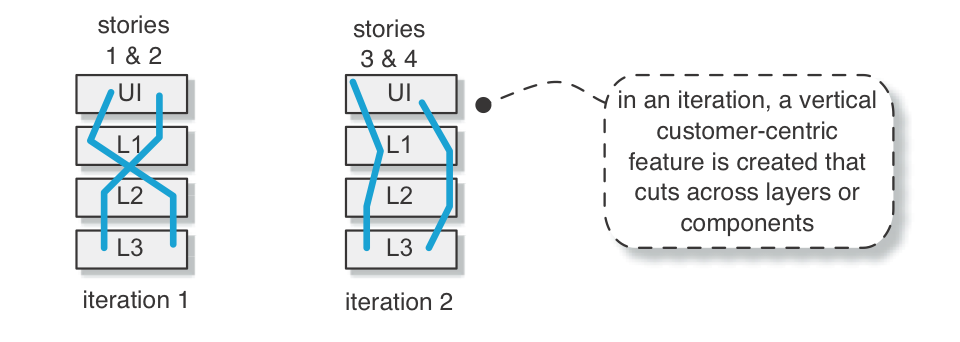 stories
1 & 2
UI
L1
L2
L3
iteration 1
stories
3 & 4
UI
L1
L2
L3
iteration 2
in an iteration, a vertical
customer-centric
feature is created that
cuts across layers or
components